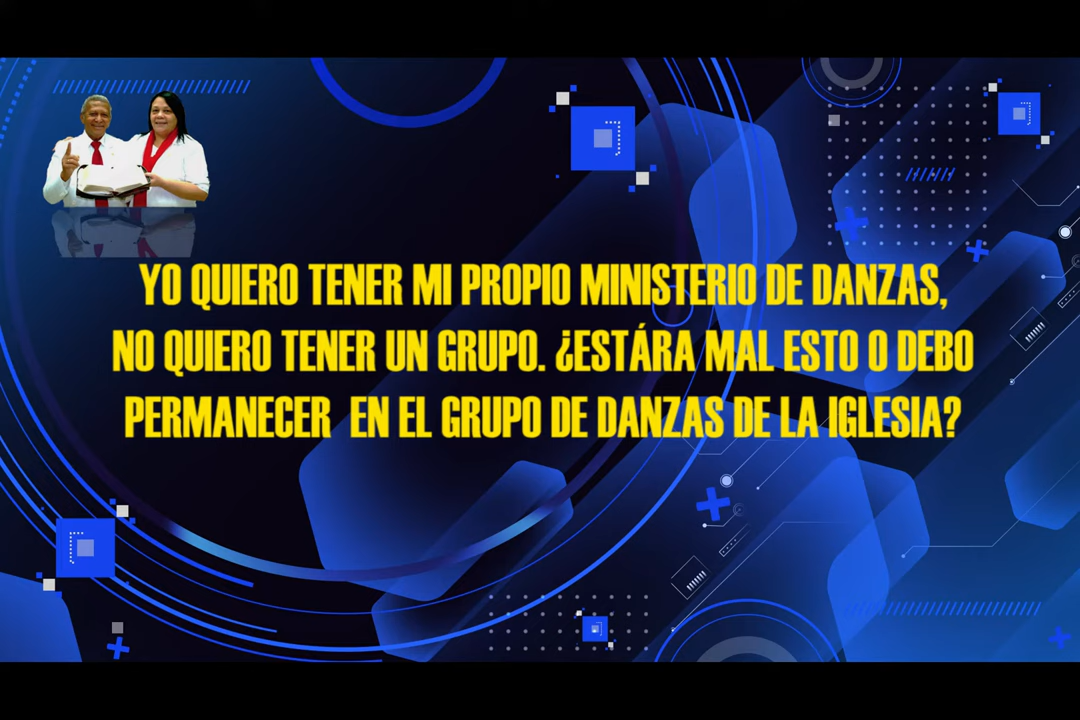 YO QUIERO TENER MI PROPIO MINISTERIO DE DANZAS,
NO QUIERO TENER UN GRUPO. ¿ESTÁRA MAL ESTO O DEBO
PERMANECER EN EL GRUPO DE DANZAS DE LA IGLESIA?